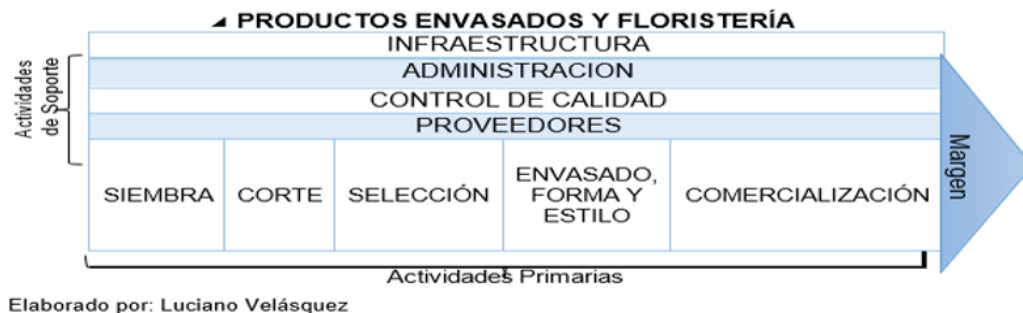 PRODUCTOS ENVASADOS Y FLORISTERÍA
INFRAESTRUCTURA
Actividades
de Soporte
ADMINISTRACION
CONTROL DE CALIDAD
PROVEEDORES
SIEMBRA
CORTE
SELECCIÓN
ENVASADO,
FORMA Y
ESTILO
COMERCIALIZACIÓN
Margen
Actividades Primarias
Elaborado por: Luciano Velásquez